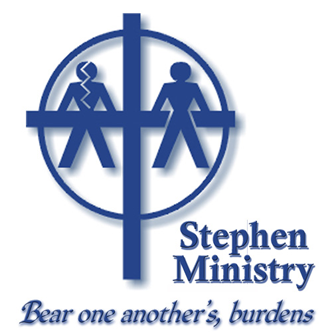 Stephen
Ministry
Bear one another's, burdens